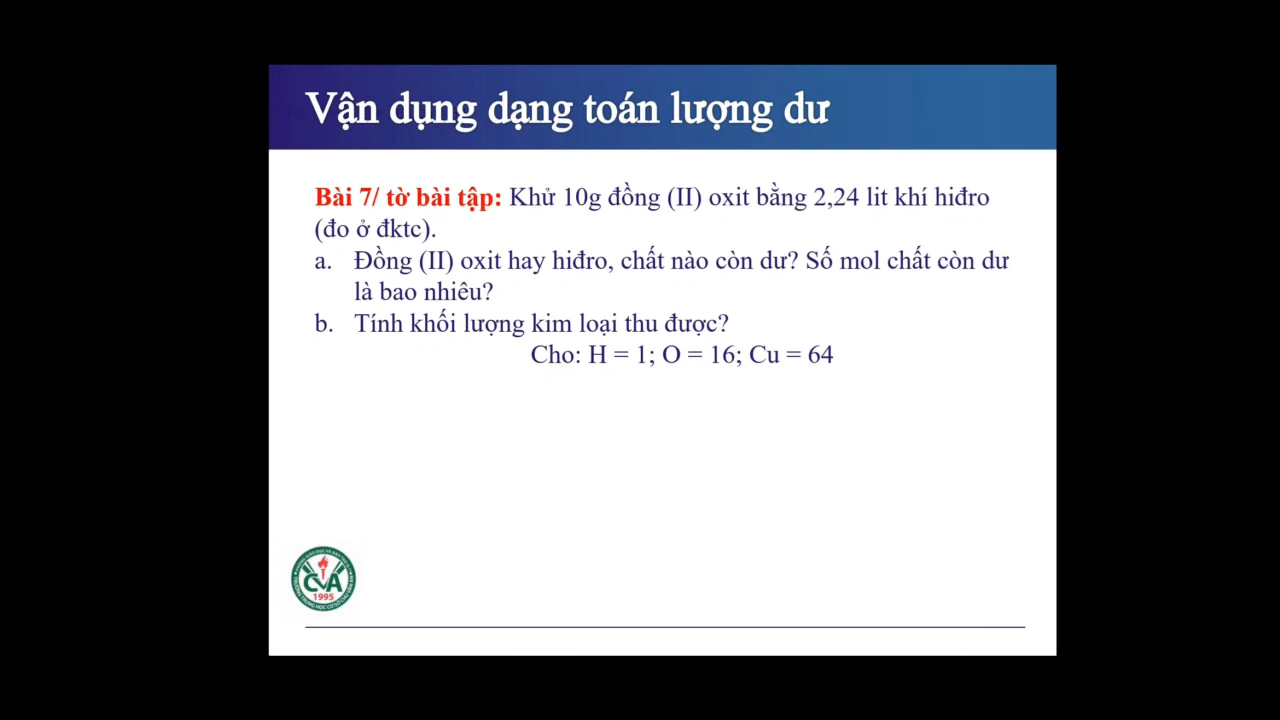 Vận dụng dạng toán lượng dư
Bài 7/ tờ bài tập: Khử 10g đồng (II) oxit bằng 2,24 lit khí hiđro
(đo ở đktc).
a. Đồng (II) oxit hay hiđro, chất nào còn dư? Số mol chất còn dư
là bao nhiêu?
b. Tính khối lượng kim loại thu được?
Cho: H = 1; O = 16; Cu = 64
CVA
1995